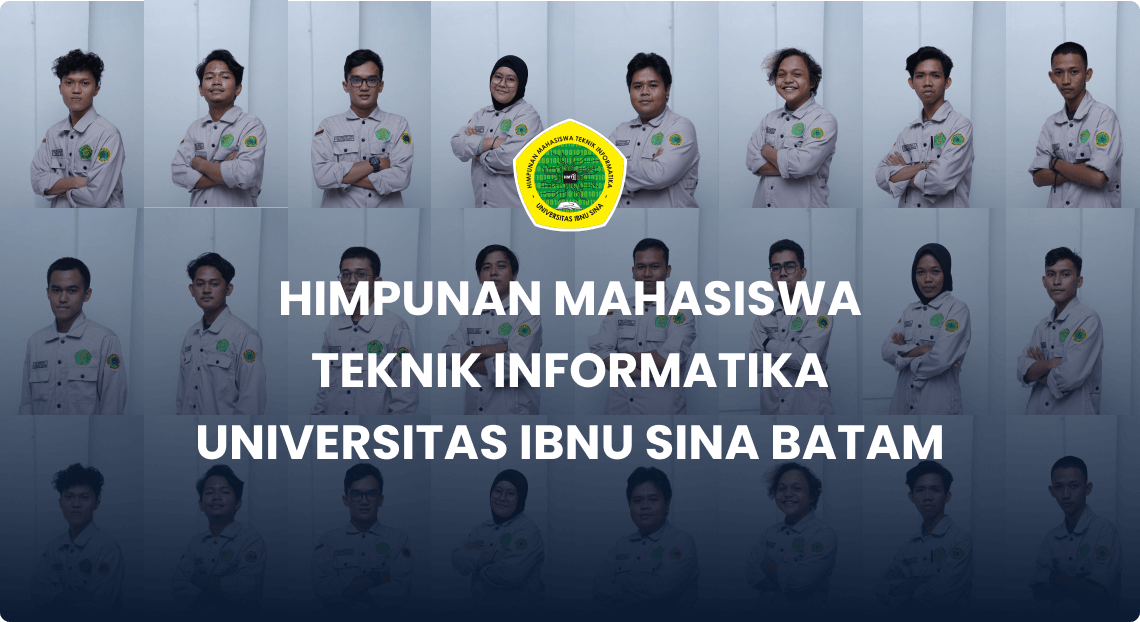 HIMPUNAN MAHASISWA TEKNIK INFORMATIKA
UNIVERSITAS IBNU SINA
HIMPUNAN MAHASISWA
TEKNIK INFORMATIKA
UNIVERSITAS IBNU SINA BATAM